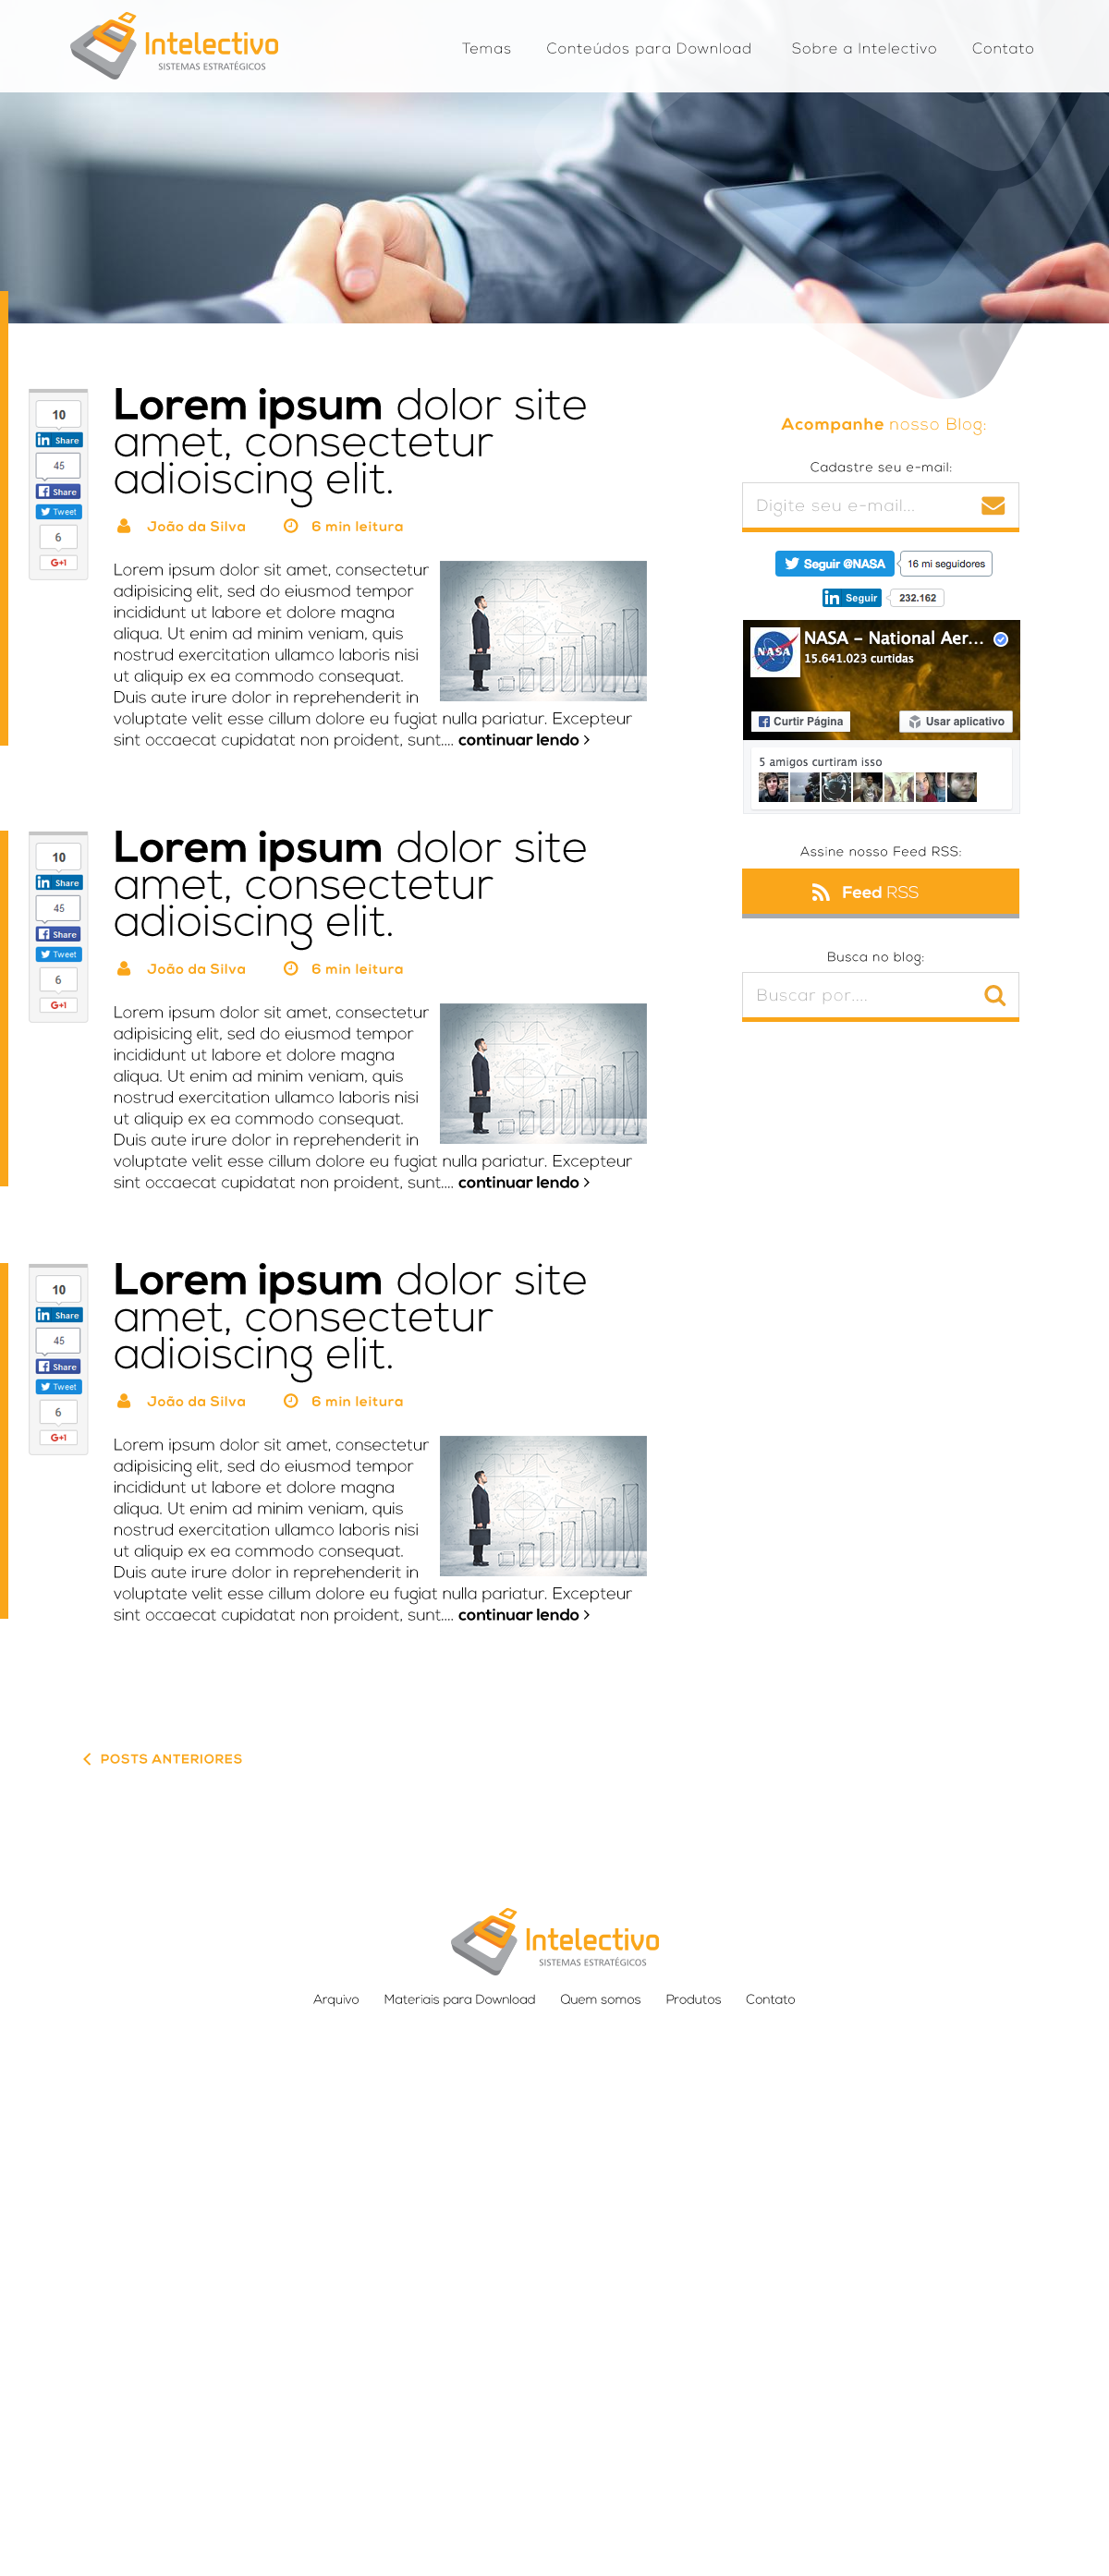 Intelectivo
SISTEMAS ESTRATÉGICOS
Temas
Conteúdos para Download
Sobre a Intelectivo
Contato
10
Share
45
Share
Tweet
6
G+1
Lorem ipsum dolor site
amet, consectetur
adioiscing elit.
João da Silva
6 min leitura
Lorem ipsum dolor sit amet, consectetur
adipisicing elit, sed do eiusmod tempor
incididunt ut labore et dolore magna
aliqua. Ut enim ad minim veniam, quis
nostrud exercitation ullamco laboris nisi
ut aliquip ex ea commodo consequat.
Duis aute irure dolor in reprehenderit in
voluptate velit esse cillum dolore eu fugiat nulla pariatur. Excepteur
sint occaecat cupidatat non proident, sunt.... continuar lendo >
10
Share
45
Share
Tweet
6
G+1
Lorem ipsum dolor site
amet, consectetur
adioiscing elit.
João da Silva
6 min leitura
Lorem ipsum dolor sit amet, consectetur
adipisicing elit, sed do eiusmod tempor
incididunt ut labore et dolore magna
aliqua. Ut enim ad minim veniam, quis
nostrud exercitation ullamco laboris nisi
ut aliquip ex ea commodo consequat.
Duis aute irure dolor in reprehenderit in
voluptate velit esse cillum dolore eu fugiat nulla pariatur. Excepteur
sint occaecat cupidatat non proident, sunt.... continuar lendo >
10
Share
45
Share
Tweet
6
G+1
Lorem ipsum dolor site
amet, consectetur
adioiscing elit.
João da Silva
6 min leitura
Lorem ipsum dolor sit amet, consectetur
adipisicing elit, sed do eiusmod tempor
incididunt ut labore et dolore magna
aliqua. Ut enim ad minim veniam, quis
nostrud exercitation ullamco laboris nisi
ut aliquip ex ea commodo consequat.
Duis aute irure dolor in reprehenderit in
voluptate velit esse cillum dolore eu fugiat nulla pariatur. Excepteur
sint occaecat cupidatat non proident, sunt.... continuar lendo >
< POSTS ANTERIORES
Acompanhe nosso Blog:
Cadastre seu e-mail:
Digite seu e-mail...
Seguir @NASA
16 mi seguidores
in Seguir
232.162
NASA
NASA - National Aer...
15.641.023 curtidas
Curtir Página
Usar aplicativo
5 amigos curtiram isso
Assine nosso Feed RSS:
Feed RSS
Busca no blog:
Buscar por....
Intelectivo
SISTEMAS ESTRATÉGICOS
Arquivo
Materiais para Download
Quem somos
Produtos
Contato